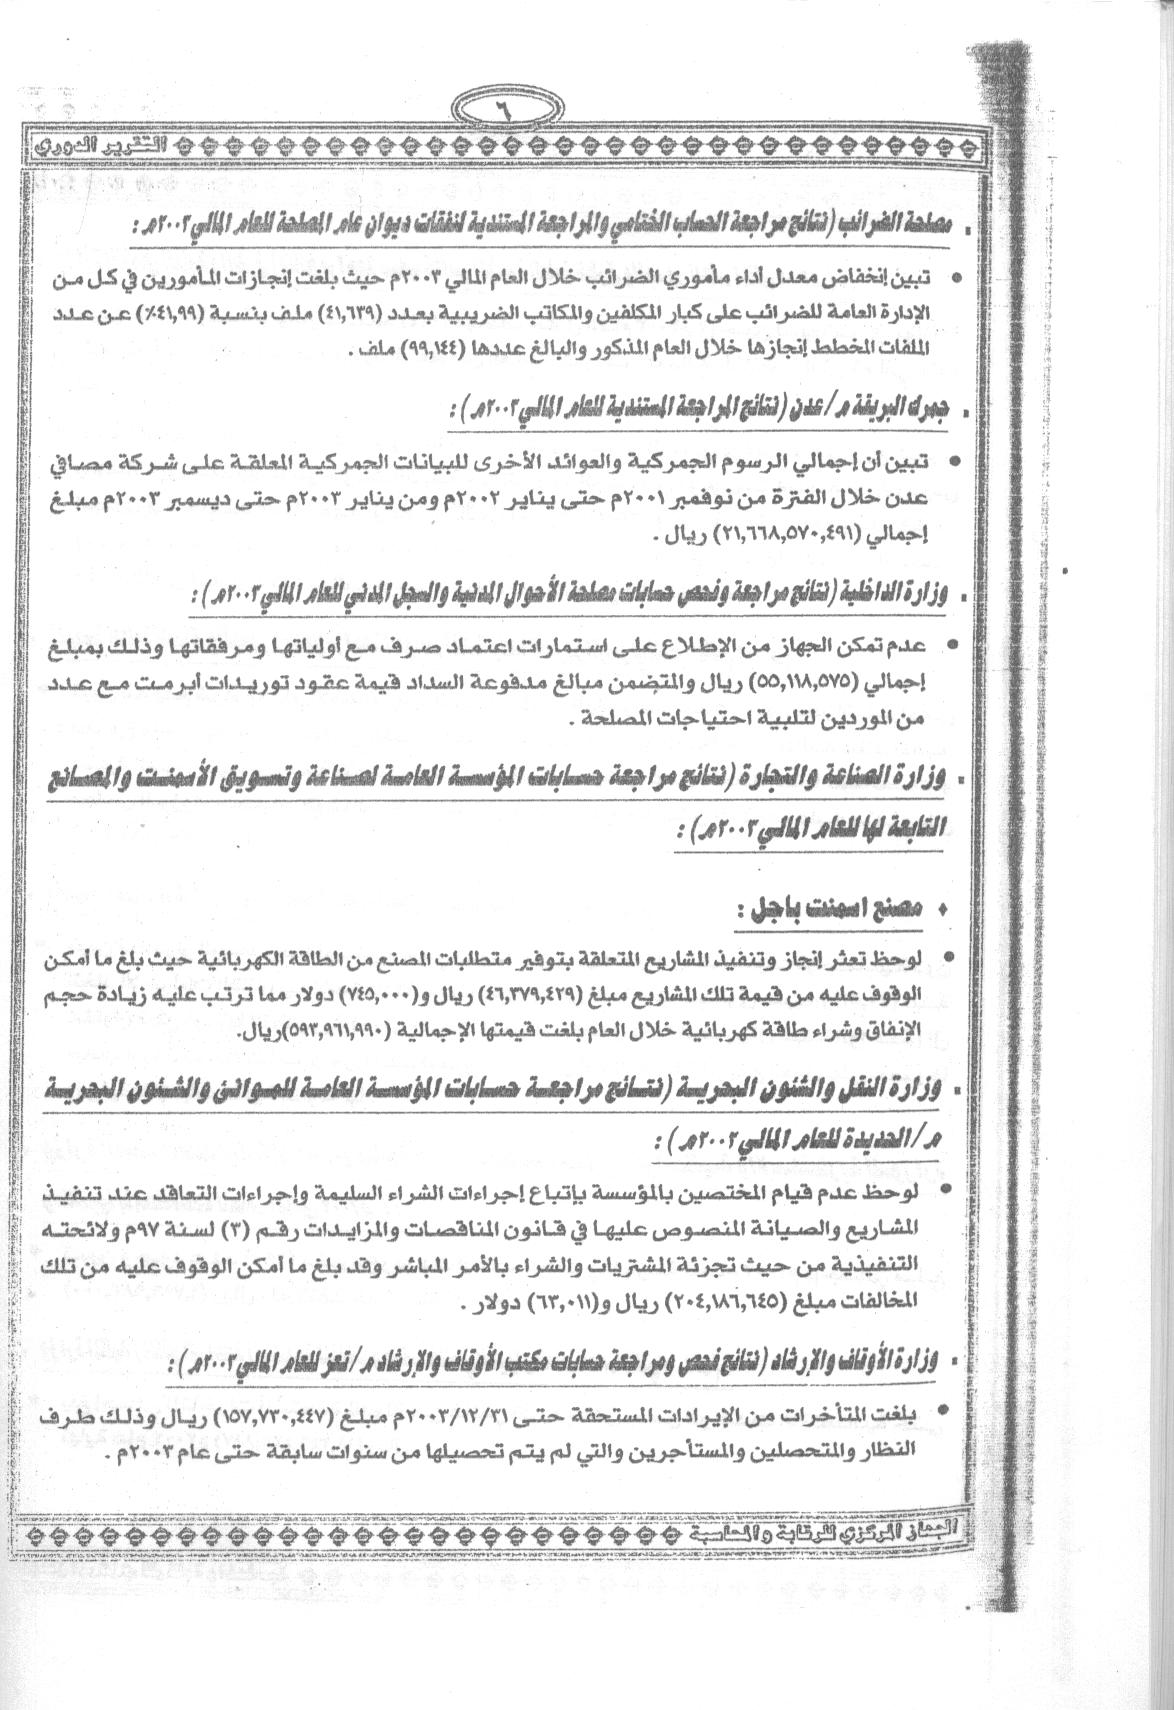 ٦
التقرير الدوري
▪ مصلحة الضرائب (نتائج مراجعة الحساب الختامي والمراجعة المستندية لنفقات ديوان عام المصلحة للعام المالي ٢٠٠٣م) :
● تبين إنخفاض معدل أداء مأموري الضرائب خلال العام المالي ٢٠٠٣م حيث بلغت إنجازات المأمورين في كل من
الإدارة العامة للضرائب على كبار المكلفين والمكاتب الضريبية بعدد (٤١,٦٣٩) ملف بنسبة (٤١,٩٩٪) عن عدد
الملفات المخطط إنجازها خلال العام المذكور والبالغ عددها (٩٩,١٤٤) ملف .
▪ جمرك البريقة م/عدن (نتائج المراجعة المستندية للعام المالي ٢٠٠٣م) :
● تبين أن إجمالي الرسوم الجمركية والعوائد الأخرى للبيانات الجمركية المعلقة على شركة مصافي
عدن خلال الفترة من نوفمبر ٢٠٠١م حتى يناير ٢٠٠٢م ومن يناير ٢٠٠٣م حتى ديسمبر ٢٠٠٣م مبلغ
إجمالي (٢١,٦٦٨,٥٧٠,٤٩١) ريال .
▪ وزارة الداخلية (نتائج مراجعة وفحص حسابات مصلحة الأحوال المدنية والسجل المدني للعام المالي ٢٠٠٣م) :
● عدم تمكن الجهاز من الإطلاع على استمارات اعتماد صرف مع أولياتها ومرفقاتها وذلك بمبلغ
إجمالي (٥٥,١١٨,٥٧٥) ريال والمتضمن مبالغ مدفوعة السداد قيمة عقود توريدات أبرمت مع عدد
من الموردين لتلبية احتياجات المصلحة .
▪ وزارة الصناعة والتجارة (نتائج مراجعة حسابات المؤسسة العامة لصناعة وتسويق الأسمنت والمصانع
التابعة لها للعام المالي ٢٠٠٣م) :
♦ مصنع اسمنت باجل :
● لوحظ تعثر إنجاز وتنفيذ المشاريع المتعلقة بتوفير متطلبات المصنع من الطاقة الكهربائية حيث بلغ ما أمكن
الوقوف عليه من قيمة تلك المشاريع مبلغ (٤٦,٣٧٩,٤٢٩) ريال و(٧٤٥,٠٠٠) دولار مما ترتب عليه زيادة حجم
الإنفاق وشراء طاقة كهربائية خلال العام بلغت قيمتها الإجمالية (٥٩٣,٩٦١,٩٩٠)ريال.
▪ وزارة النقل والشئون البحرية (نتائج مراجعة حسابات المؤسسة العامة للموانئ والشئون البحرية
م/الحديدة للعام المالي ٢٠٠٢م) :
● لوحظ عدم قيام المختصين بالمؤسسة بإتباع إجراءات الشراء السليمة وإجراءات التعاقد عند تنفيذ
المشاريع والصيانة المنصوص عليها في قانون المناقصات والمزايدات رقم (٣) لسنة ٩٧م ولائحته
التنفيذية من حيث تجزئة المشتريات والشراء بالأمر المباشر وقد بلغ ما أمكن الوقوف عليه من تلك
المخالفات مبلغ (٢٠٤,١٨٦,٦٤٥) ريال و(٦٣,٠١١) دولار .
▪ وزارة الأوقاف والإرشاد (نتائج فحص ومراجعة حسابات مكتب الأوقاف والإرشاد م/تعز للعام المالي ٢٠٠٣م) :
● بلغت المتأخرات من الإيرادات المستحقة حتى ٢٠٠٣/١٢/٣١م مبلغ (١٥٧,٧٣٠,٤٤٧) ريال وذلك طرف
النظار والمتحصلين والمستأجرين والتي لم يتم تحصيلها من سنوات سابقة حتى عام ٢٠٠٣م .
الجهاز المركزي للرقابة والمحاسبة